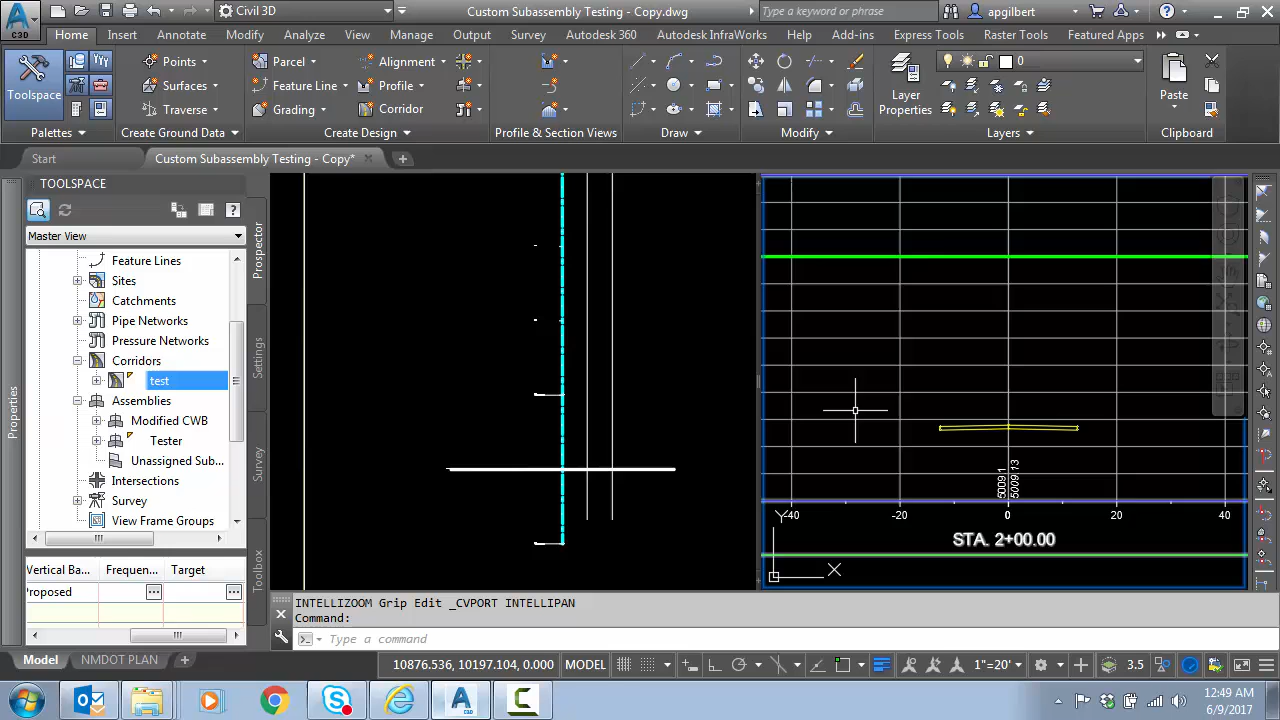 C3D
Civil 3D
Custom Subassembly Testing - Copy.dwg
Type a keyword or phrase
apgilbert
Home Insert Annotate Modify Analyze View Manage Output Survey Autodesk 360 Autodesk InfraWorks Help Add-ins Express Tools Raster Tools Featured Apps
Toolspace
Points
Surfaces
Traverse
Parcel
Feature Line
Grading
Alignment
Profile
Corridor
Layer
Properties
0
Paste
Palettes Create Ground Data Create Design Profile & Section Views Draw Modify Layers Clipboard
Start Custom Subassembly Testing - Copy*
TOOLSPACE
Master View
Feature Lines
Sites
Catchments
Pipe Networks
Pressure Networks
Corridors
test
Assemblies
Modified CWB
Tester
Unassigned Sub...
Intersections
Survey
View Frame Groups
Vertical Ba... Frequen... Target
Proposed
Prospector
Settings
Survey
Toolbox
Properties
5009.13
-40 -20 0 20 40
STA. 2+00.00
Y
X
INTELLIZOOM Grip Edit _CVPORT INTELLIPAN
Command:
Type a command
Model NMDOT PLAN
10876.536, 10197.104, 0.000 MODEL 1"=20' 3.5
12:49 AM
6/9/2017